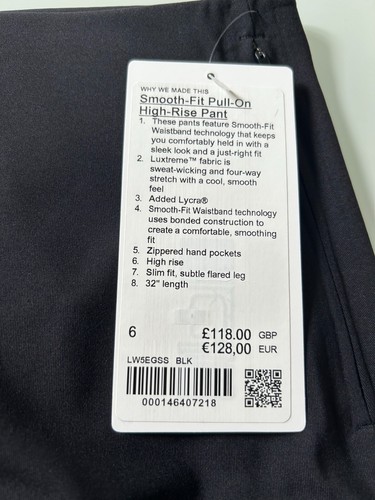 WHY WE MADE THIS
Smooth-Fit Pull-On
High-Rise Pant
1. These pants feature Smooth-Fit
Waistband technology that keeps
you comfortably held in with a
sleek look and a just-right fit
2. Luxtreme™ fabric is
sweat-wicking and four-way
stretch with a cool, smooth
feel
3. Added Lycra®
4. Smooth-Fit Waistband technology
uses bonded construction to
create a comfortable, smoothing
fit
5. Zippered hand pockets
6. High rise
7. Slim fit, subtle flared leg
8. 32" length
6 £118.00 GBP
€128,00 EUR
LW5EGSS BLK
000146407218